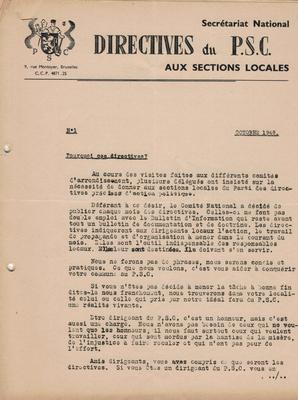 Secrétariat National
DIRECTIVES du P.S.C.
AUX SECTIONS LOCALES
P C
S
9, rue Montoyer, Bruxelles
C.C.P. 4871.25
N°1
OCTOBRE 1948.
Pourquoi ces directives?
Au cours des visites faites aux différents comités
d'arrondissement, plusieurs délégués ont insisté sur la
nécessité de donner aux sections locales du Parti des direc-
tives précises d'action politique.
Déférant à ce désir, le Comité National a décidé de
publier chaque mois des directives. Celles-ci ne font pas
double emploi avec le Bulletin d'Information qui reste avant
tout un bulletin de documentation et de doctrine. Les direc-
tives indiqueront aux dirigeants locaux l'action, le travail
de propagande et d'organisation à mener dans le courant du
mois. Elles sont l'outil indispensable des responsables
locaux. leur sont destinées. Ils doivent s'en servir.
Nous ne ferons pas de phrases, nous serons concis et
pratiques. Ce que nous voulons, c'est vous aider à conquérir
votre commune au P.S.C.
Si vous n'êtes pas décidés à mener la tâche à bonne fin
dites-le nous franchement, nous trouverons dans votre locali-
té celui ou celle qui pris par notre idéal fera du P.S.C.
une réalité vivante.
Etre dirigeant du P.S.C. c'est un honneur, mais c'est
aussi une charge. Nous n'avons pas besoin de ceux qui ne veu-
lent que les honneurs, il nous faut surtout ceux qui veulent
travailler, ceux qui sont mordus par la hantise de la misère,
de l'injustice à faire reculer et qui n'ont pas peur de
l'effort.
Amis dirigeants, vous avez compris ce que seront les
directives. Si vous êtes un dirigeant du P.S.C. vous en
../..